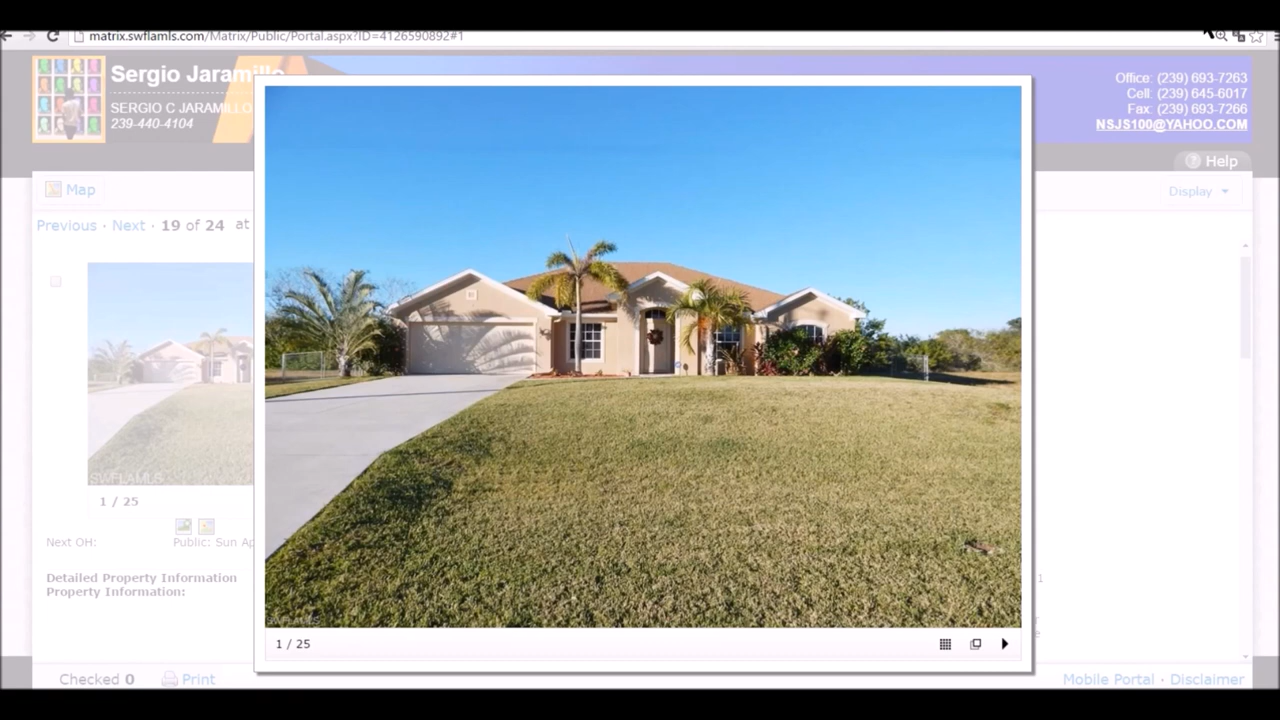 matrix.swflamls.com/Matrix/Public/Portal.aspx?ID=4126590892#1
Sergio Jaramillo
SERGIO C JARAMILLO
239-440-4104
Office: (239) 693-7263
Cell: (239) 645-6017
Fax: (239) 693-7266
NSJS100@YAHOO.COM
Help
Map
Display
Previous · Next · 19 of 24 at
SWFLAMLS
1 / 25
Next OH: Public: Sun Ap
Detailed Property Information
Property Information:
SWFLAMLS
1 / 25
Checked 0 Print
Mobile Portal · Disclaimer